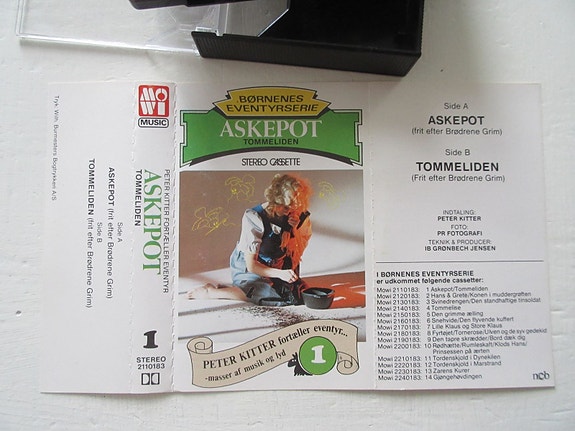 Tryk: Wilh. Burmeisters Bogtrykkeri A/S
Side A
ASKEPOT (frit efter Brødrene Grim)
Side B
TOMMELIDEN (frit efter Brødrene Grim)
MOWI
MUSIC
PETER KITTER FORTÆLLER EVENTYR
ASKEPOT
TOMMELIDEN
1
STEREO
2110183
BØRNENES
EVENTYRSERIE
ASKEPOT
TOMMELIDEN
STEREO CASSETTE
PETER KITTER fortæller eventyr...
-masser af musik og lyd
1
Side A
ASKEPOT
(frit efter Brødrene Grim)
Side B
TOMMELIDEN
(Frit efter Brødrene Grim)
INDTALING:
PETER KITTER
FOTO:
PR FOTOGRAFI
TEKNIK & PRODUCER:
IB GRØNBECH JENSEN
I BØRNENES EVENTYRSERIE
er udkommet følgende cassetter:
Mowi 2110183: 1 Askepot/Tommeliden
Mowi 2120183: 2 Hans & Grete/Konen i muddergrøften
Mowi 2130183: 3 Svinedrengen/Den standhaftige tinsoldat
Mowi 2140183: 4 Tommelise
Mowi 2150183: 5 Den grimme ælling
Mowi 2160183: 6 Snehvide/Den flyvende kuffert
Mowi 2170183: 7 Lille Klaus og Store Klaus
Mowi 2180183: 8 Fyrtøjet/Tornerose/Ulven og de syv gedekid
Mowi 2190183: 9 Den tapre skrædder/Bord dæk dig
Mowi 2200183: 10 Rødhætte/Rumleskaft/Klods Hans/
Prinsessen på ærten
Mowi 2210183: 11 Tordenskjold i Dynekilen
Mowi 2220183: 12 Tordenskjold i Marstrand
Mowi 2230183: 13 Zarens Kurer
Mowi 2240183: 14 Gjøngehøvdingen
ncb